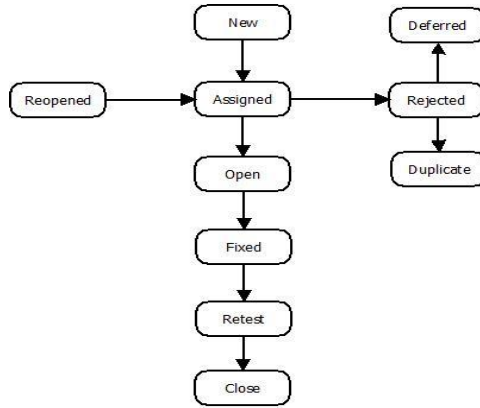 New
Deferred
Reopened
Assigned
Rejected
Open
Duplicate
Fixed
Retest
Close